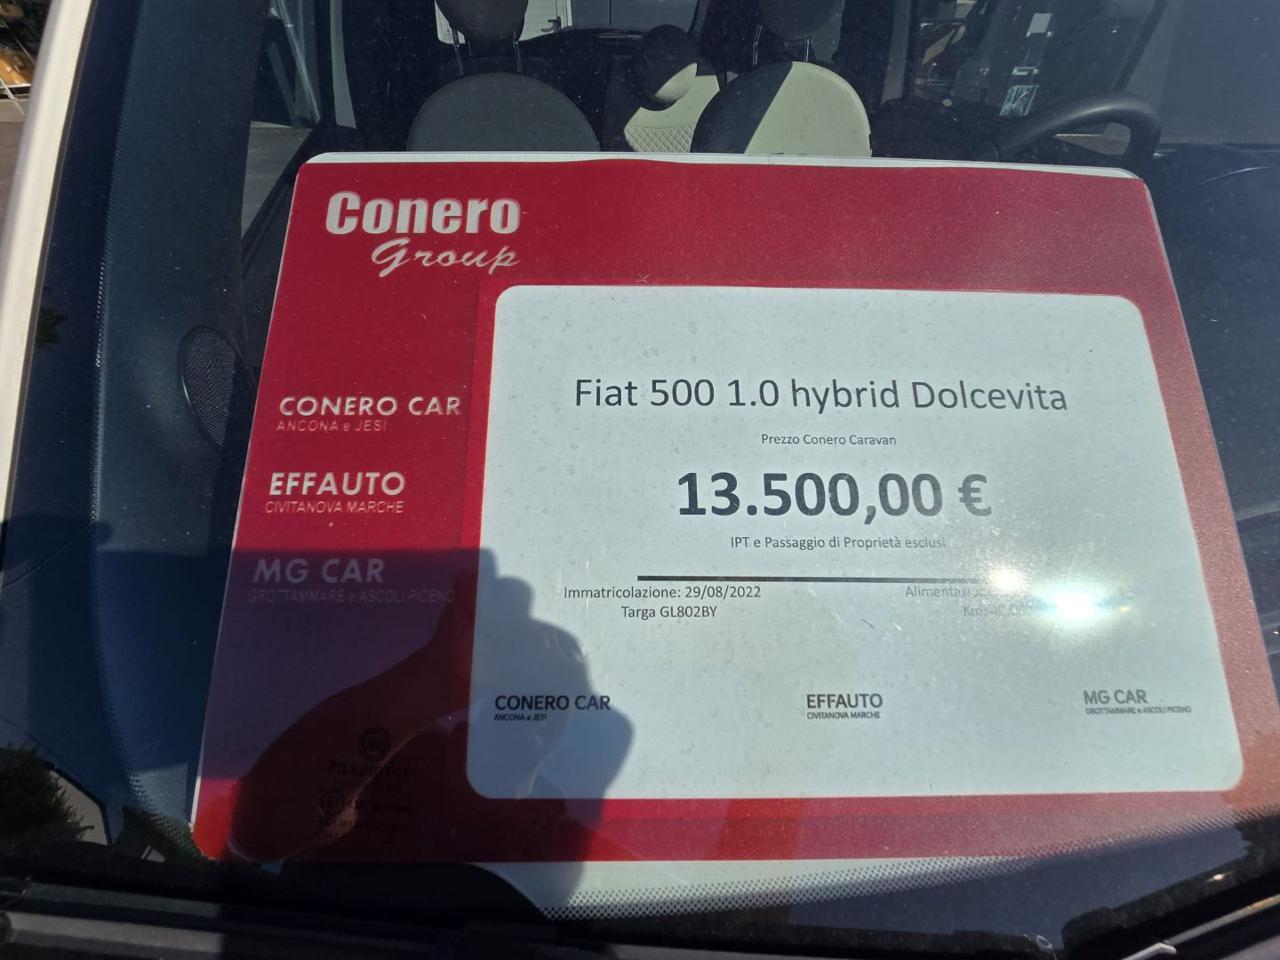 Conero
Group
CONERO CAR
ANCONA e JESI
EFFAUTO
CIVITANOVA MARCHE
MG CAR
GROTTAMMARE e ASCOLI PICENO
Fiat 500 1.0 hybrid Dolcevita
Prezzo Conero Caravan
13.500,00 €
IPT e Passaggio di Proprietà esclusi
Immatricolazione: 29/08/2022
Targa GL802BY
CONERO CAR
ANCONA e JESI
EFFAUTO
CIVITANOVA MARCHE
MG CAR
GROTTAMMARE e ASCOLI PICENO
PILKINGTON